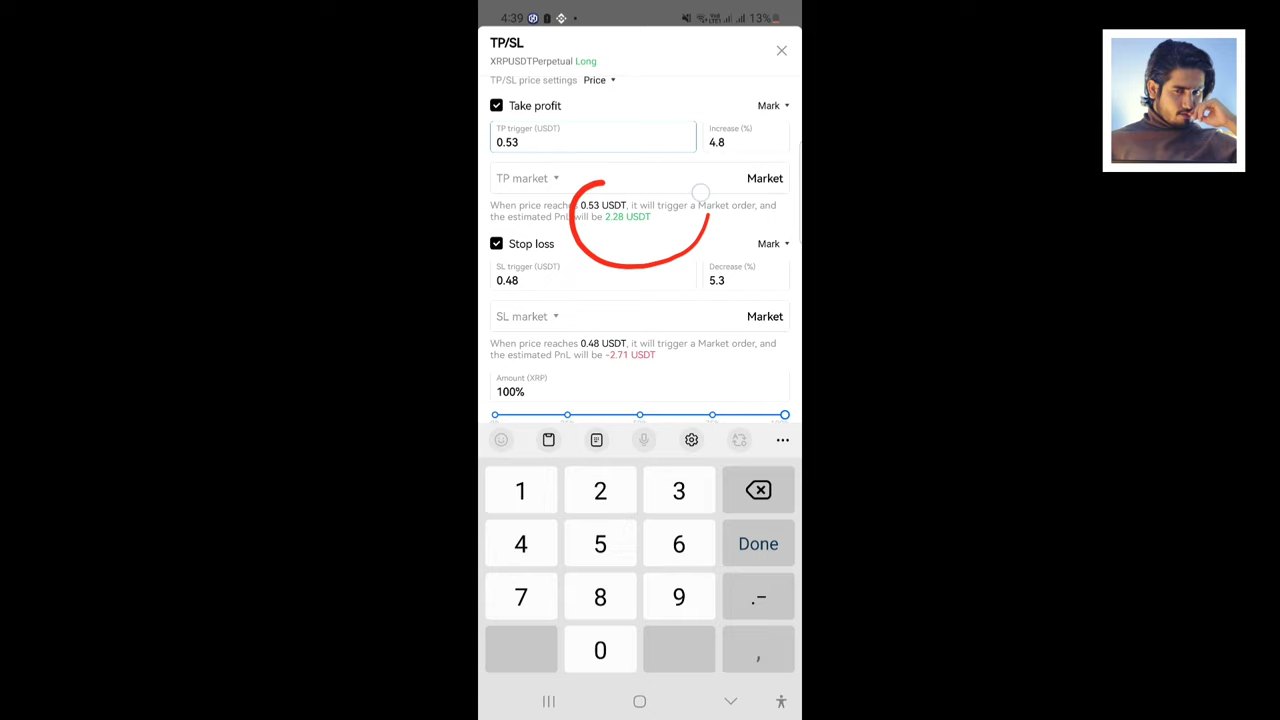 4:39 13%
TP/SL
XRPUSDTPerpetual Long
TP/SL price settings Price
Take profit Mark
TP trigger (USDT) Increase (%)
0.53 4.8
TP market Market
When price reaches 0.53 USDT, it will trigger a Market order, and
the estimated PnL will be 2.28 USDT
Stop loss Mark
SL trigger (USDT) Decrease (%)
0.48 5.3
SL market Market
When price reaches 0.48 USDT, it will trigger a Market order, and
the estimated PnL will be -2.71 USDT
Amount (XRP)
100%
1 2 3
4 5 6 Done
7 8 9 .-
0 ,